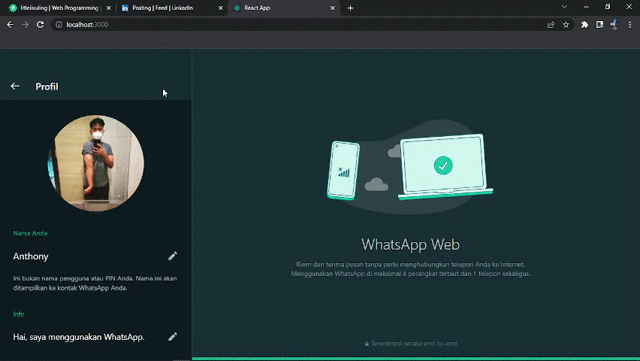 littlelixuling | Web Programming |
Posting | Feed | LinkedIn
React App
localhost:3000
Profil
Nama Anda
Anthony
Ini bukan nama pengguna atau PIN Anda. Nama ini akan
ditampilkan ke kontak WhatsApp Anda.
Info
Hai, saya menggunakan WhatsApp.
WhatsApp Web
Kirim dan terima pesan tanpa perlu menghubungkan telepon Anda ke Internet.
Menggunakan WhatsApp di maksimal 4 perangkat tertaut dan 1 telepon sekaligus.
Terenkripsi secara end-to-end